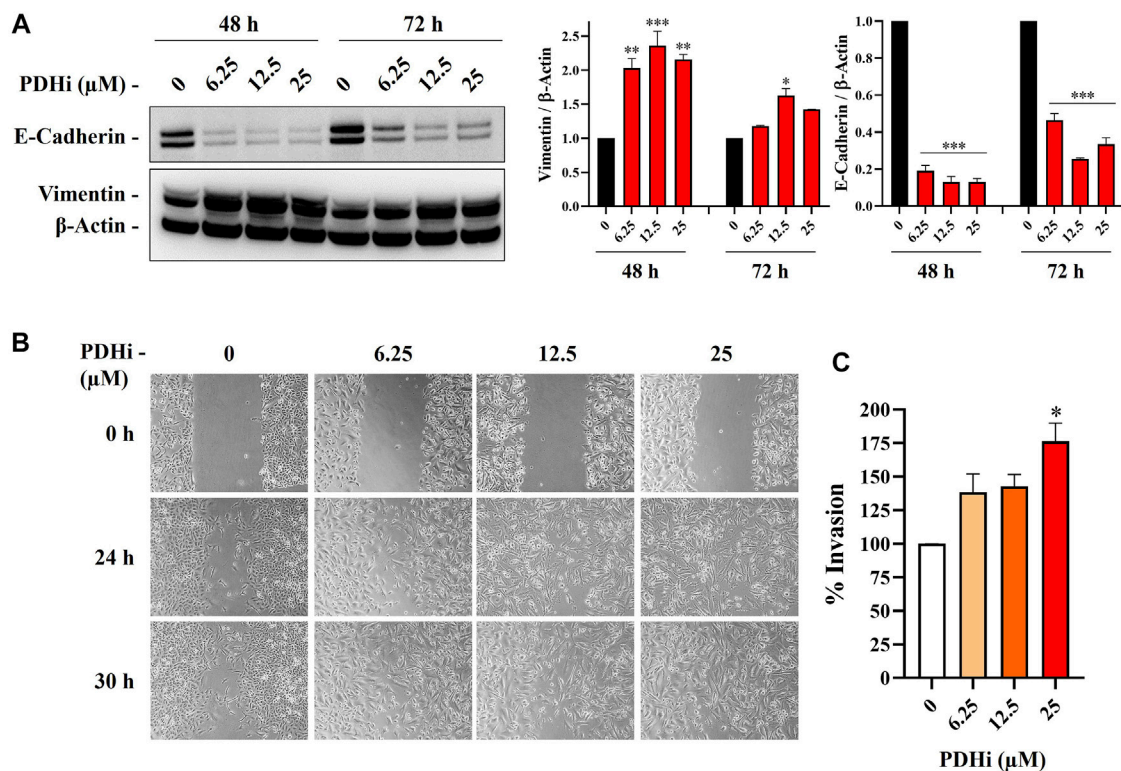 A
48 h
72 h
PDHi (µM) -
0
6.25
12.5
25
0
6.25
12.5
25
E-Cadherin -
Vimentin -
β-Actin -
Vimentin / β-Actin
2.5
2.0
1.5
1.0
0.5
0.0
**
***
**
*
0
6.25
12.5
25
0
6.25
12.5
25
48 h
72 h
E-Cadherin / β-Actin
1.0
0.8
0.6
0.4
0.2
0.0
***
***
0
6.25
12.5
25
0
6.25
12.5
25
48 h
72 h
B
PDHi -
(µM)
0
6.25
12.5
25
0 h
24 h
30 h
C
% Invasion
200
175
150
125
100
75
50
25
0
*
0
6.25
12.5
25
PDHi (µM)